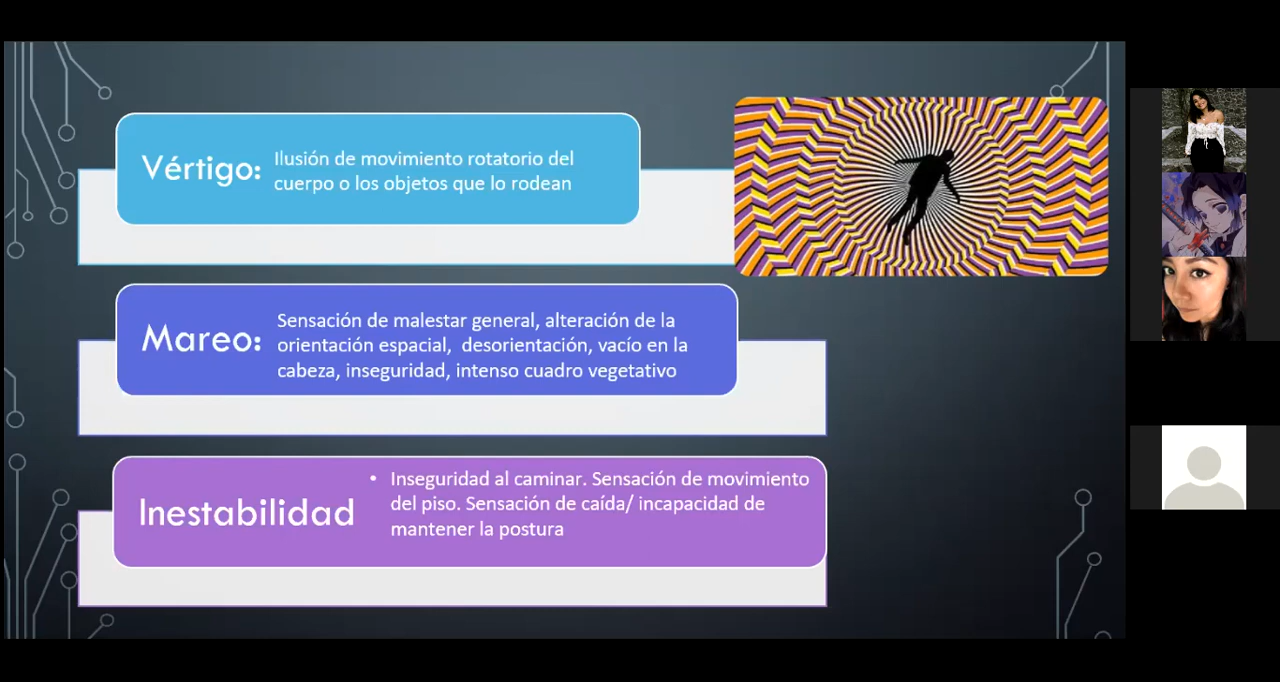 Vértigo:
Ilusión de movimiento rotatorio del
cuerpo o los objetos que lo rodean
Mareo:
Sensación de malestar general, alteración de la
orientación espacial, desorientación, vacío en la
cabeza, inseguridad, intenso cuadro vegetativo
Inestabilidad
• Inseguridad al caminar. Sensación de movimiento
del piso. Sensación de caída/ incapacidad de
mantener la postura